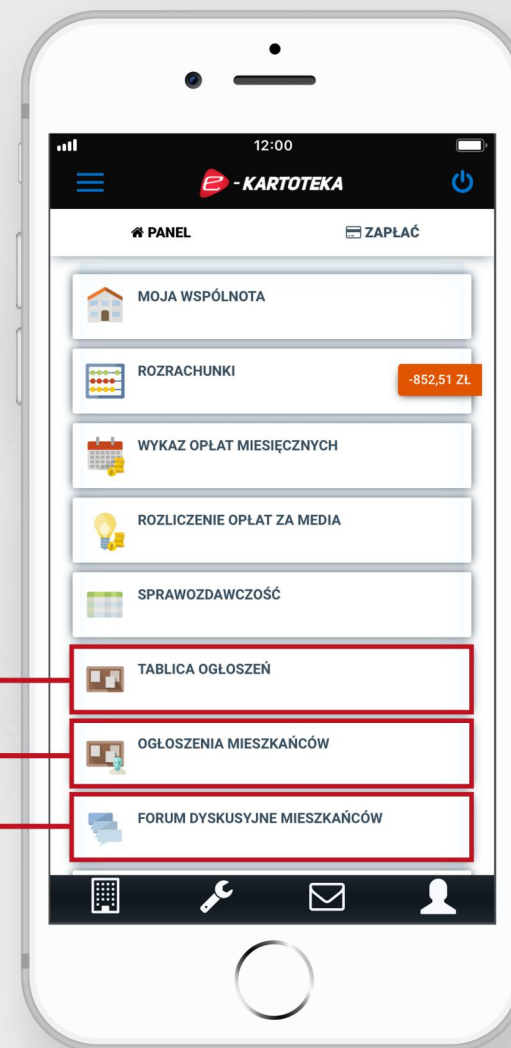 12:00
e - KARTOTEKA
PANEL
ZAPŁAĆ
MOJA WSPÓLNOTA
ROZRACHUNKI
-852,51 ZŁ
WYKAZ OPŁAT MIESIĘCZNYCH
ROZLICZENIE OPŁAT ZA MEDIA
SPRAWOZDAWCZOŚĆ
TABLICA OGŁOSZEŃ
OGŁOSZENIA MIESZKAŃCÓW
FORUM DYSKUSYJNE MIESZKAŃCÓW